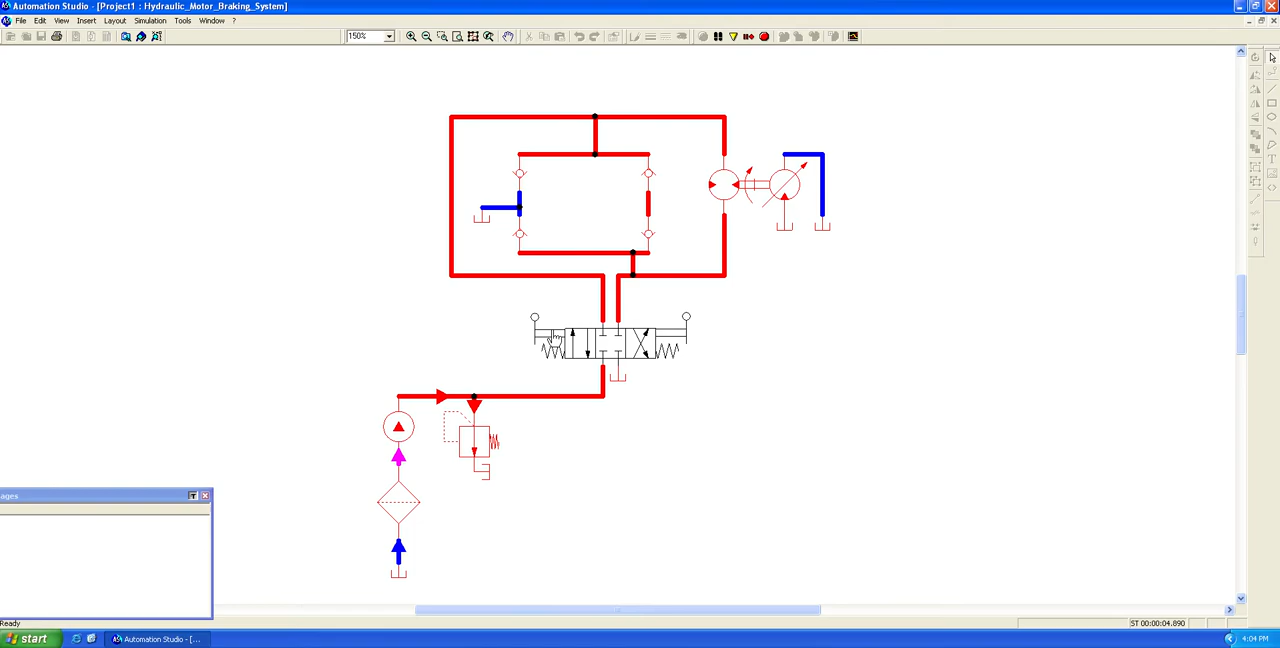 Automation Studio - [Project1 : Hydraulic_Motor_Braking_System]
File Edit View Insert Layout Simulation Tools Window ?
150%
ages
Ready
ST 00:00:04.890
start
Automation Studio - [...
4:04 PM